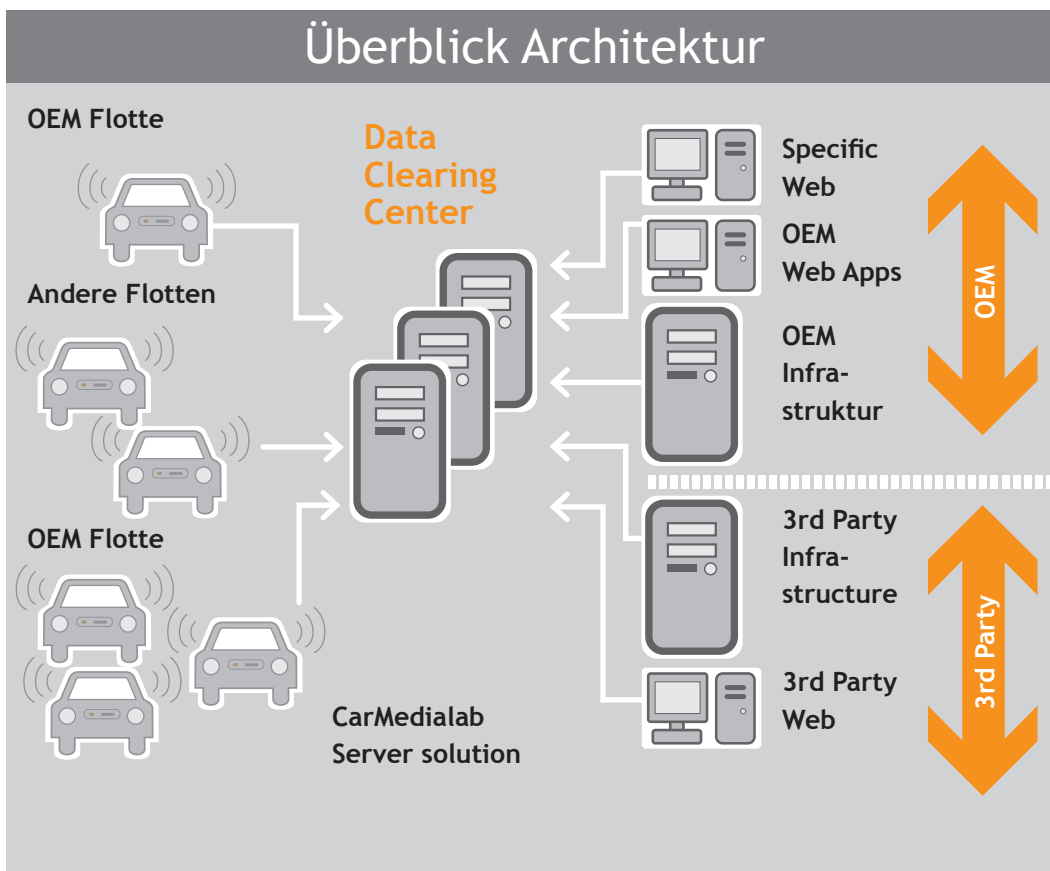 Überblick Architektur
OEM Flotte
Andere Flotten
OEM Flotte
Data
Clearing
Center
CarMedialab
Server solution
Specific
Web
OEM
Web Apps
OEM
Infra-
struktur
3rd Party
Infra-
structure
3rd Party
Web
OEM
3rd Party